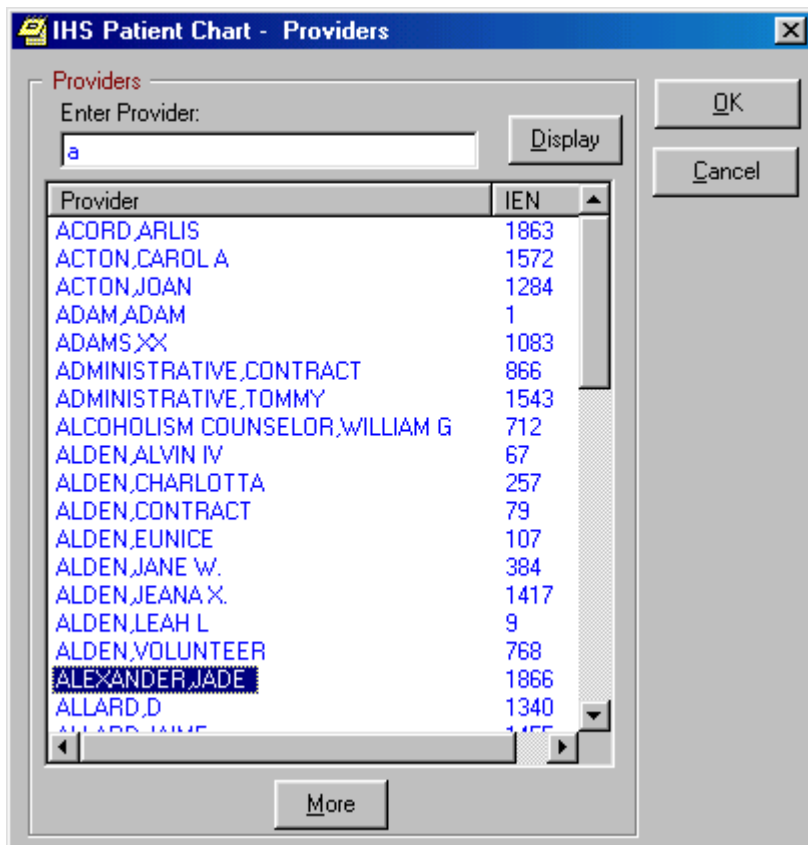 IHS Patient Chart - Providers
Providers
Enter Provider:
a
Display
OK
Cancel
Provider IEN
ACORD,ARLIS 1863
ACTON,CAROL A 1572
ACTON,JOAN 1284
ADAM,ADAM 1
ADAMS,XX 1083
ADMINISTRATIVE,CONTRACT 866
ADMINISTRATIVE,TOMMY 1543
ALCOHOLISM COUNSELOR,WILLIAM G 712
ALDEN,ALVIN IV 67
ALDEN,CHARLOTTA 257
ALDEN,CONTRACT 79
ALDEN,EUNICE 107
ALDEN,JANE W. 384
ALDEN,JEANA X. 1417
ALDEN,LEAH L 9
ALDEN,VOLUNTEER 768
ALEXANDER,JADE 1866
ALLARD,D 1340
More